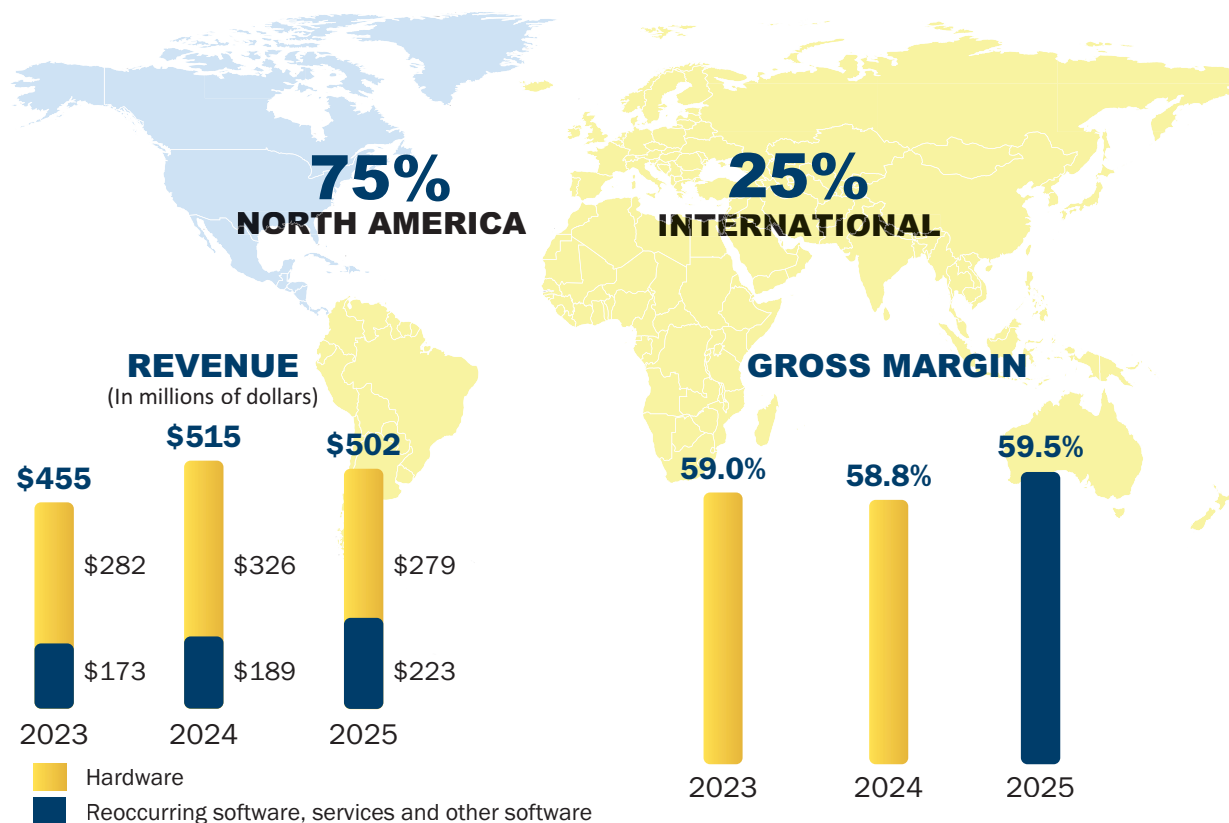 75%
NORTH AMERICA
25%
INTERNATIONAL
REVENUE
(In millions of dollars)
$455
$515
$502
$282
$326
$279
$173
$189
$223
2023
2024
2025
Hardware
Reoccurring software, services and other software
GROSS MARGIN
59.0%
58.8%
59.5%
2023
2024
2025